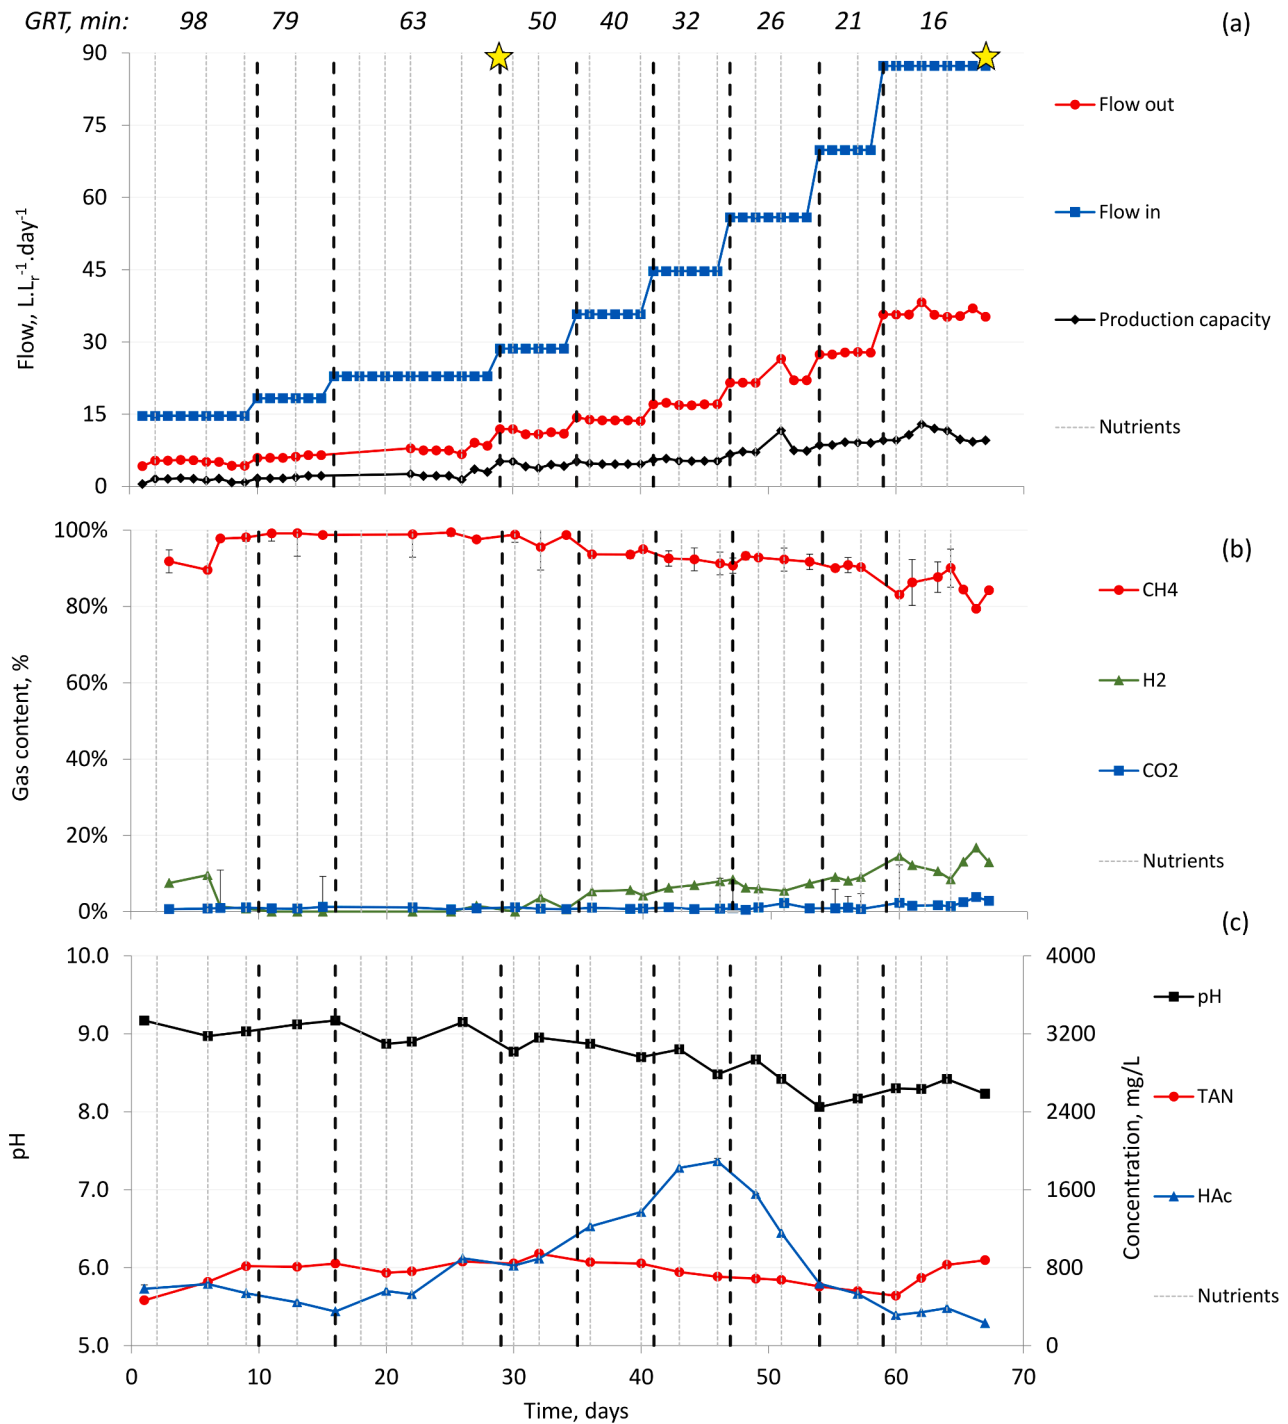 GRT, min: 98 79 63 50 40 32 26 21 16 (a)
90
75
60
45
30
15
0
Flow,, L.Lr-1.day-1
Flow out
Flow in
Production capacity
Nutrients
(b)
100%
80%
60%
40%
20%
0%
Gas content, %
CH4
H2
CO2
Nutrients
(c)
10.0
9.0
8.0
7.0
6.0
5.0
pH
4000
3200
2400
1600
800
0
Concentration, mg/L
pH
TAN
HAc
Nutrients
0 10 20 30 40 50 60 70
Time, days